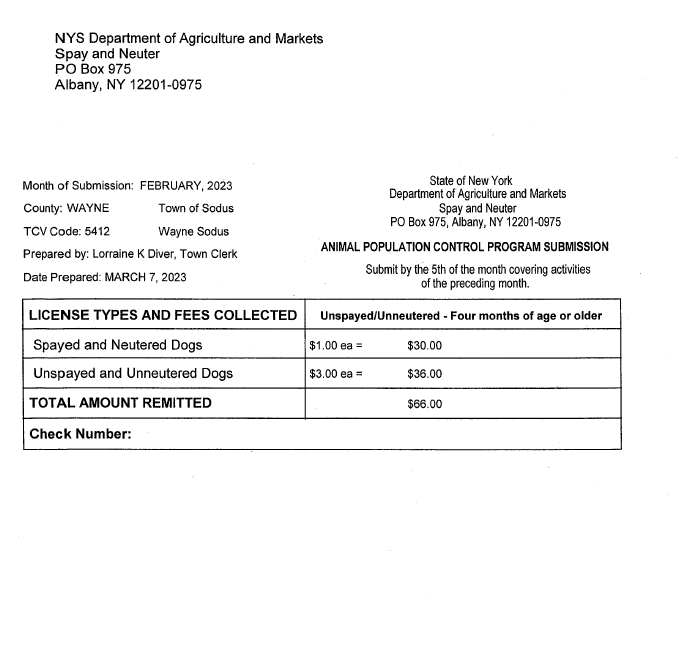 NYS Department of Agriculture and Markets
Spay and Neuter
PO Box 975
Albany, NY 12201-0975
Month of Submission: FEBRUARY, 2023
County: WAYNE Town of Sodus
TCV Code: 5412 Wayne Sodus
Prepared by: Lorraine K Diver, Town Clerk
Date Prepared: MARCH 7, 2023
State of New York
Department of Agriculture and Markets
Spay and Neuter
PO Box 975, Albany, NY 12201-0975
ANIMAL POPULATION CONTROL PROGRAM SUBMISSION
Submit by the 5th of the month covering activities
of the preceding month.
LICENSE TYPES AND FEES COLLECTED Unspayed/Unneutered - Four months of age or older
Spayed and Neutered Dogs $1.00 ea = $30.00
Unspayed and Unneutered Dogs $3.00 ea = $36.00
TOTAL AMOUNT REMITTED $66.00
Check Number: